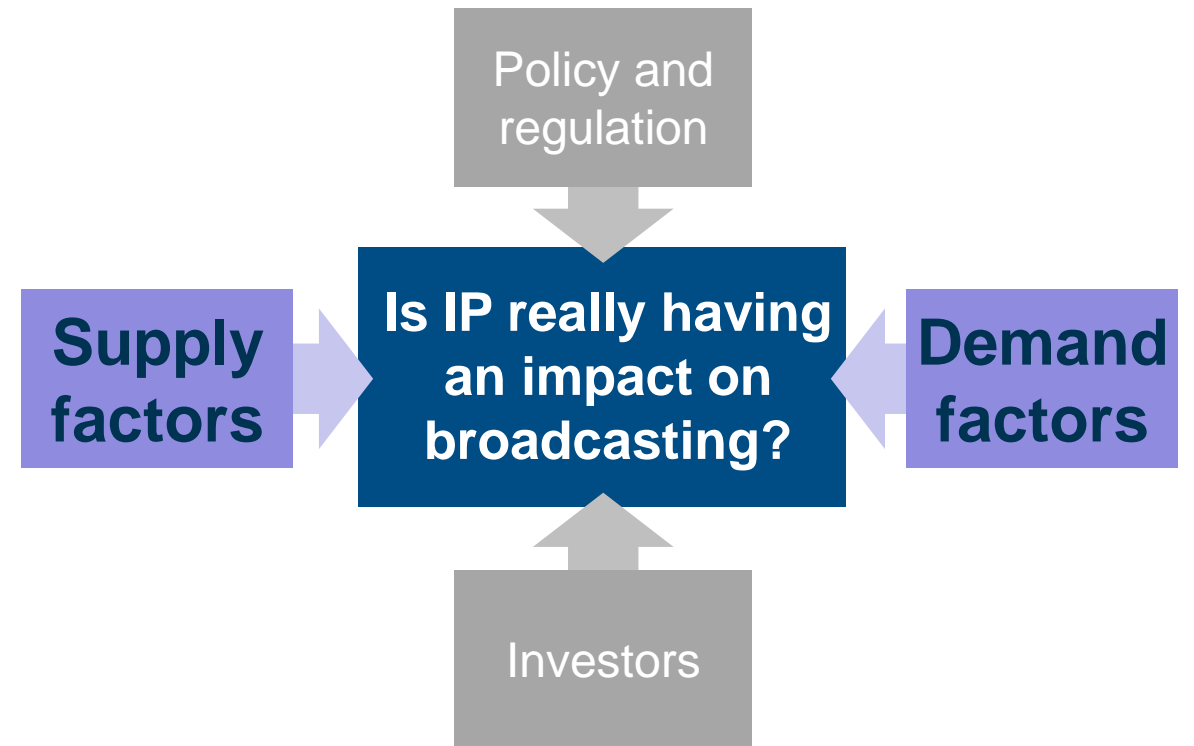 Policy and
regulation
Supply
factors
Is IP really having
an impact on
broadcasting?
Demand
factors
Investors